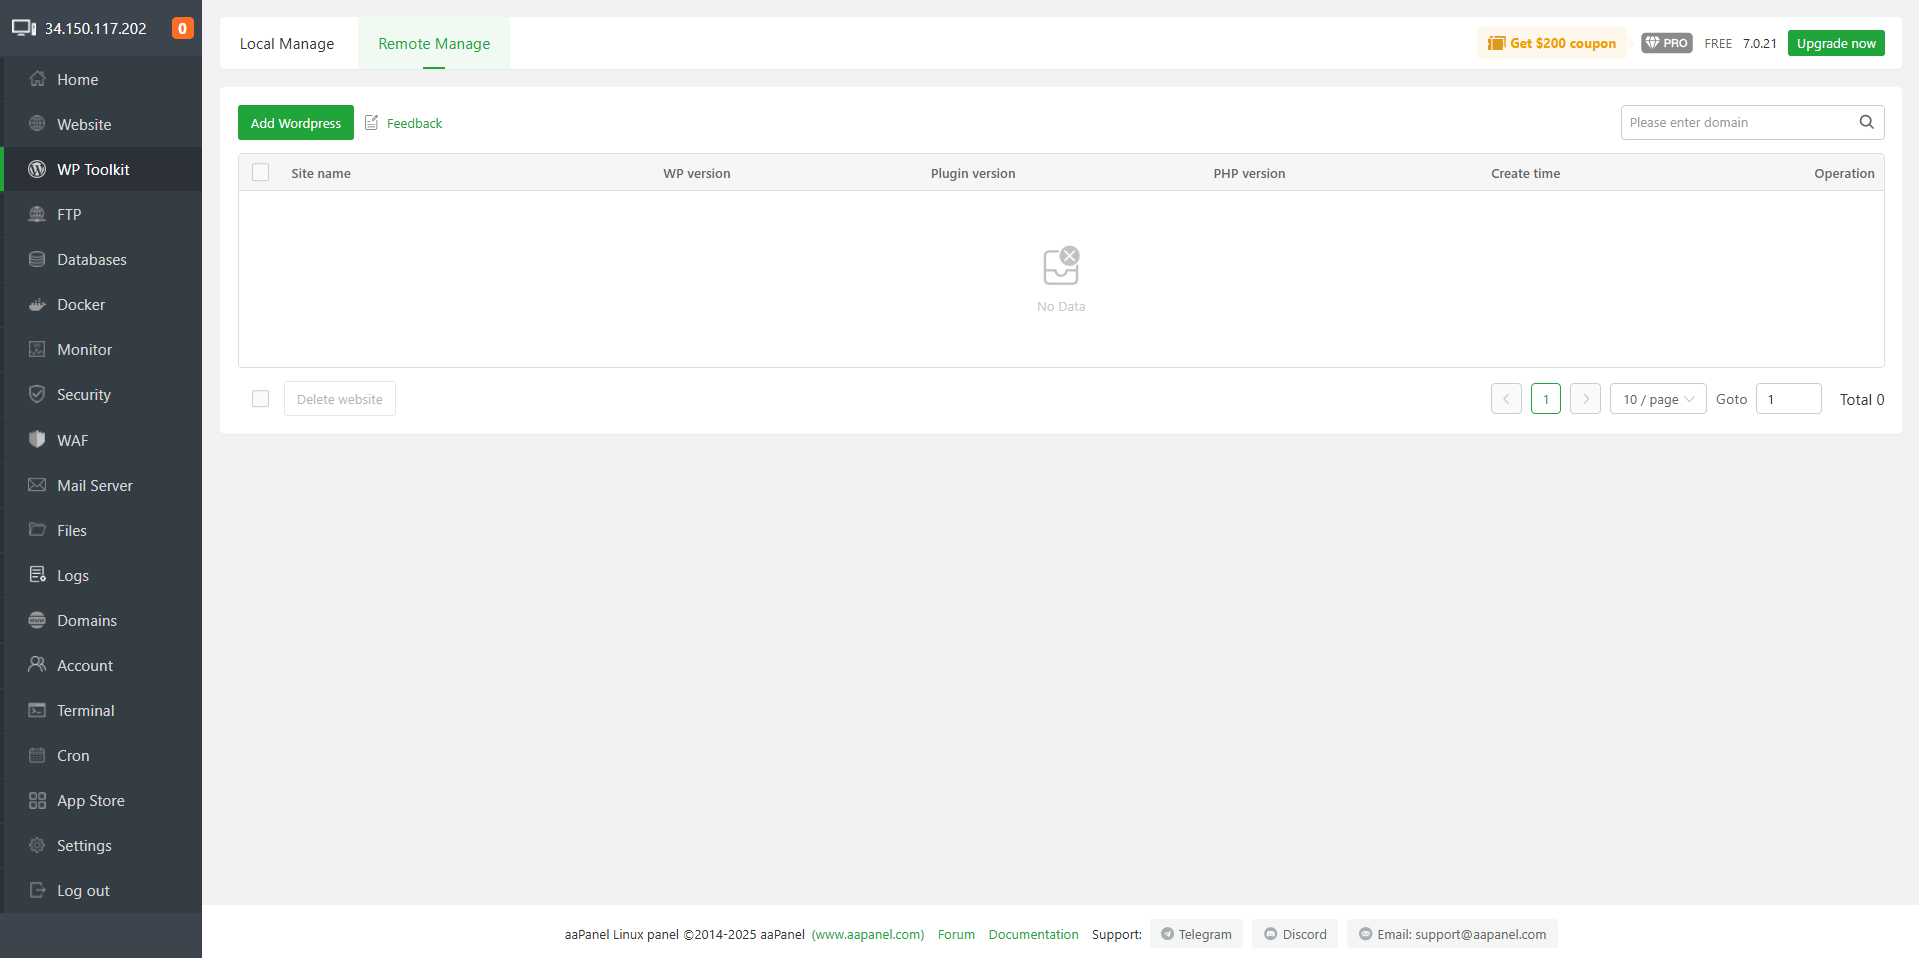 34.150.117.202 0
Home
Website
WP Toolkit
FTP
Databases
Docker
Monitor
Security
WAF
Mail Server
Files
Logs
Domains
Account
Terminal
Cron
App Store
Settings
Log out
Local Manage Remote Manage Get $200 coupon PRO FREE 7.0.21 Upgrade now
Add Wordpress Feedback Please enter domain
Site name WP version Plugin version PHP version Create time Operation
No Data
Delete website 1 10 / page Goto 1 Total 0
aaPanel Linux panel ©2014-2025 aaPanel (www.aapanel.com) Forum Documentation Support: Telegram Discord Email: support@aapanel.com